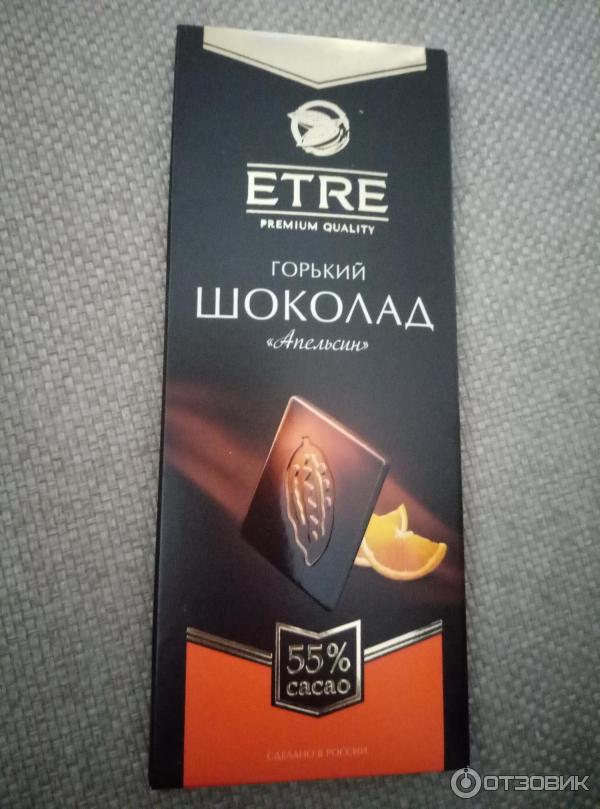 ETRE
PREMIUM QUALITY
ГОРЬКИЙ
ШОКОЛАД
«Апельсин»
55%
cacao
СДЕЛАНО В РОССИИ
ОТЗОВИК